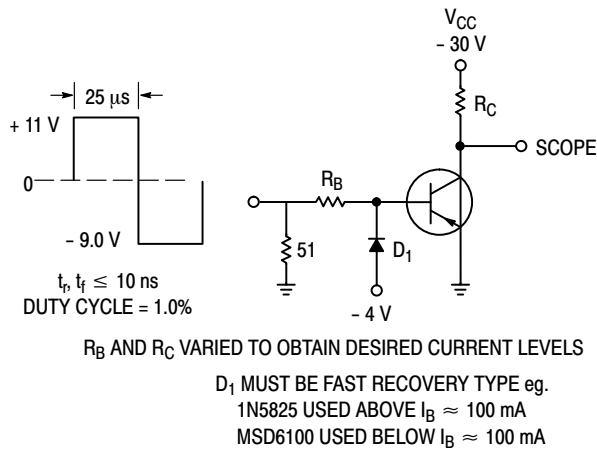 V_CC
– 30 V
R_C
SCOPE
25 µs
+ 11 V
0
– 9.0 V
R_B
51
D_1
– 4 V
t_r, t_f ≤ 10 ns
DUTY CYCLE = 1.0%
R_B AND R_C VARIED TO OBTAIN DESIRED CURRENT LEVELS
D_1 MUST BE FAST RECOVERY TYPE eg.
1N5825 USED ABOVE I_B ≈ 100 mA
MSD6100 USED BELOW I_B ≈ 100 mA